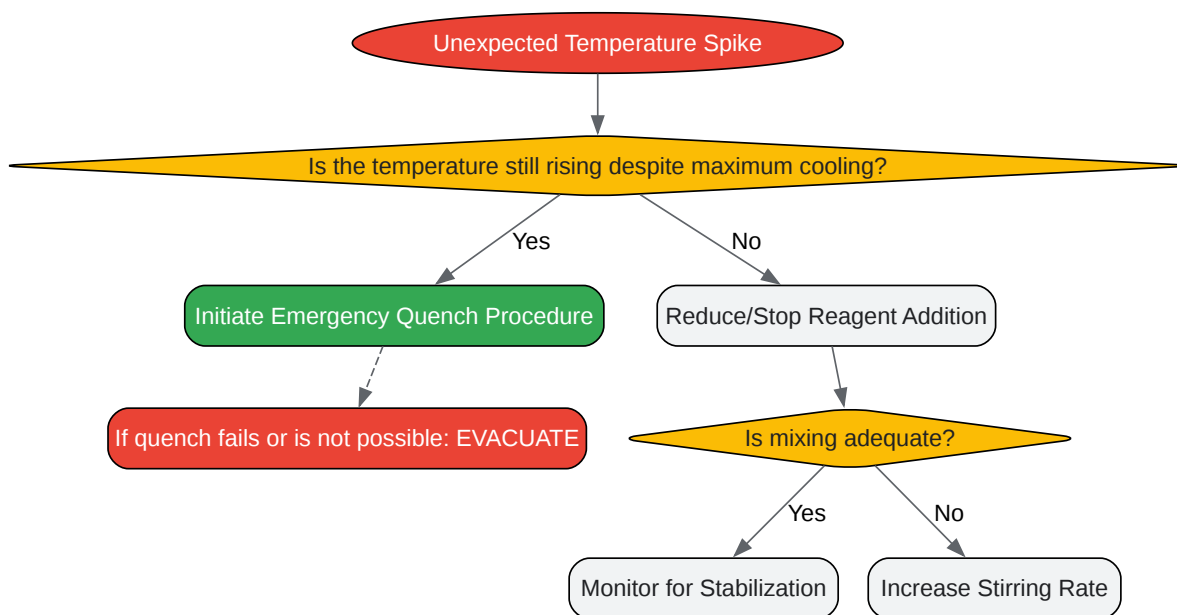 Unexpected Temperature Spike
Is the temperature still rising despite maximum cooling?
Yes
No
Initiate Emergency Quench Procedure
Reduce/Stop Reagent Addition
If quench fails or is not possible: EVACUATE
Is mixing adequate?
Yes
No
Monitor for Stabilization
Increase Stirring Rate